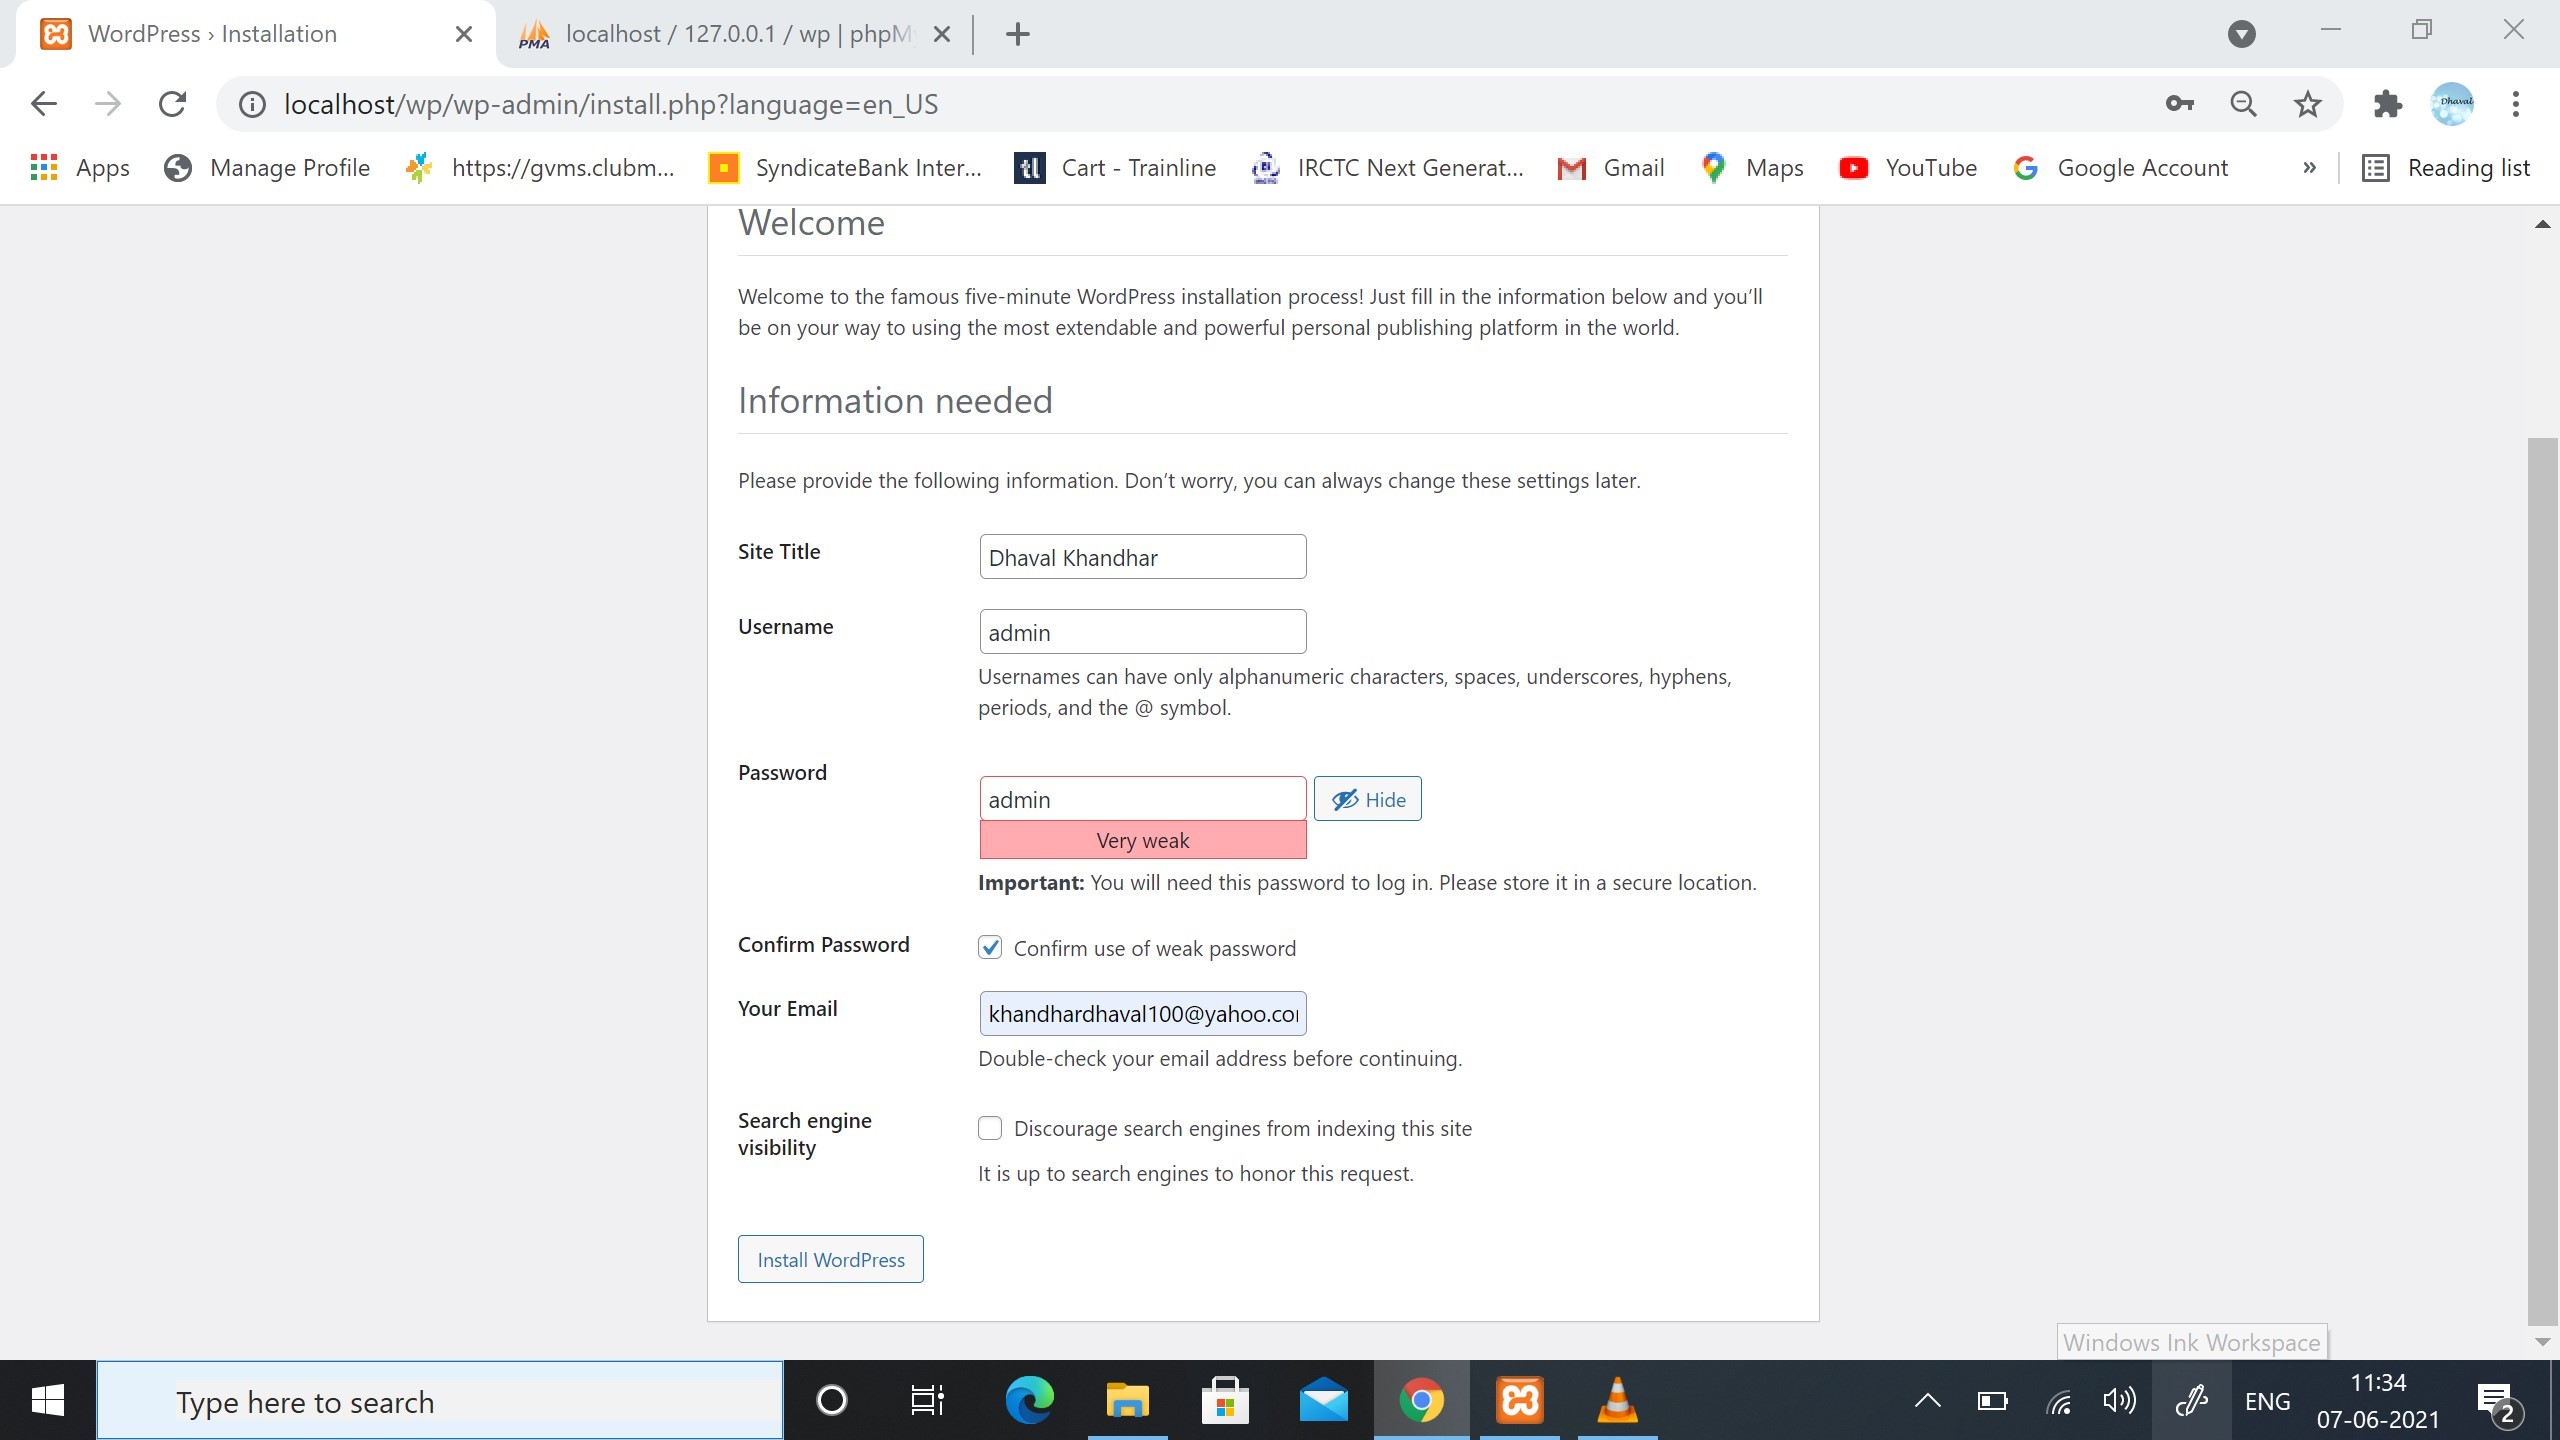 WordPress › Installation
localhost / 127.0.0.1 / wp | phpM
localhost/wp/wp-admin/install.php?language=en_US
Dhaval
Apps
Manage Profile
https://gvms.clubm...
SyndicateBank Inter...
tl
Cart - Trainline
IRCTC Next Generat...
Gmail
Maps
YouTube
Google Account
»
Reading list
Welcome
Welcome to the famous five-minute WordPress installation process! Just fill in the information below and you’ll
be on your way to using the most extendable and powerful personal publishing platform in the world.
Information needed
Please provide the following information. Don’t worry, you can always change these settings later.
Site Title
Dhaval Khandhar
Username
admin
Usernames can have only alphanumeric characters, spaces, underscores, hyphens,
periods, and the @ symbol.
Password
admin
Hide
Very weak
Important: You will need this password to log in. Please store it in a secure location.
Confirm Password
Confirm use of weak password
Your Email
khandhardhaval100@yahoo.co
Double-check your email address before continuing.
Search engine
visibility
Discourage search engines from indexing this site
It is up to search engines to honor this request.
Install WordPress
Windows Ink Workspace
Type here to search
ENG
11:34
07-06-2021
2
PMA